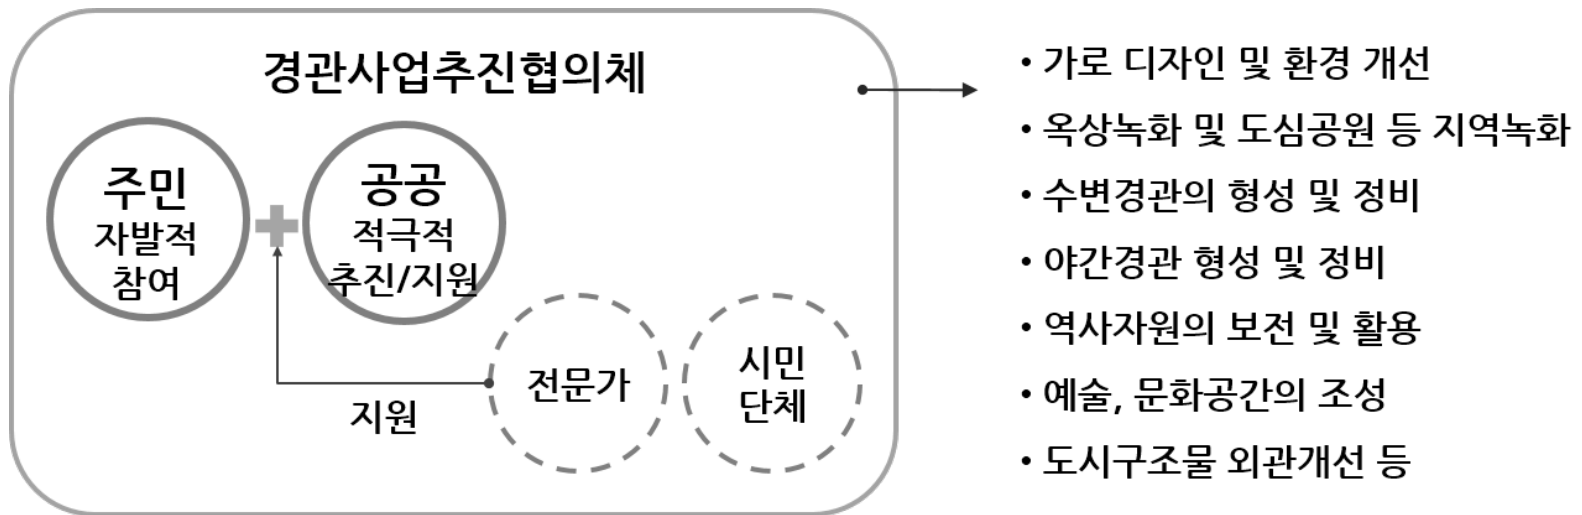 경관사업추진협의체
주민
자발적
참여
공공
적극적
추진/지원
지원
전문가
시민
단체
• 가로 디자인 및 환경 개선
• 옥상녹화 및 도심공원 등 지역녹화
• 수변경관의 형성 및 정비
• 야간경관 형성 및 정비
• 역사자원의 보전 및 활용
• 예술, 문화공간의 조성
• 도시구조물 외관개선 등